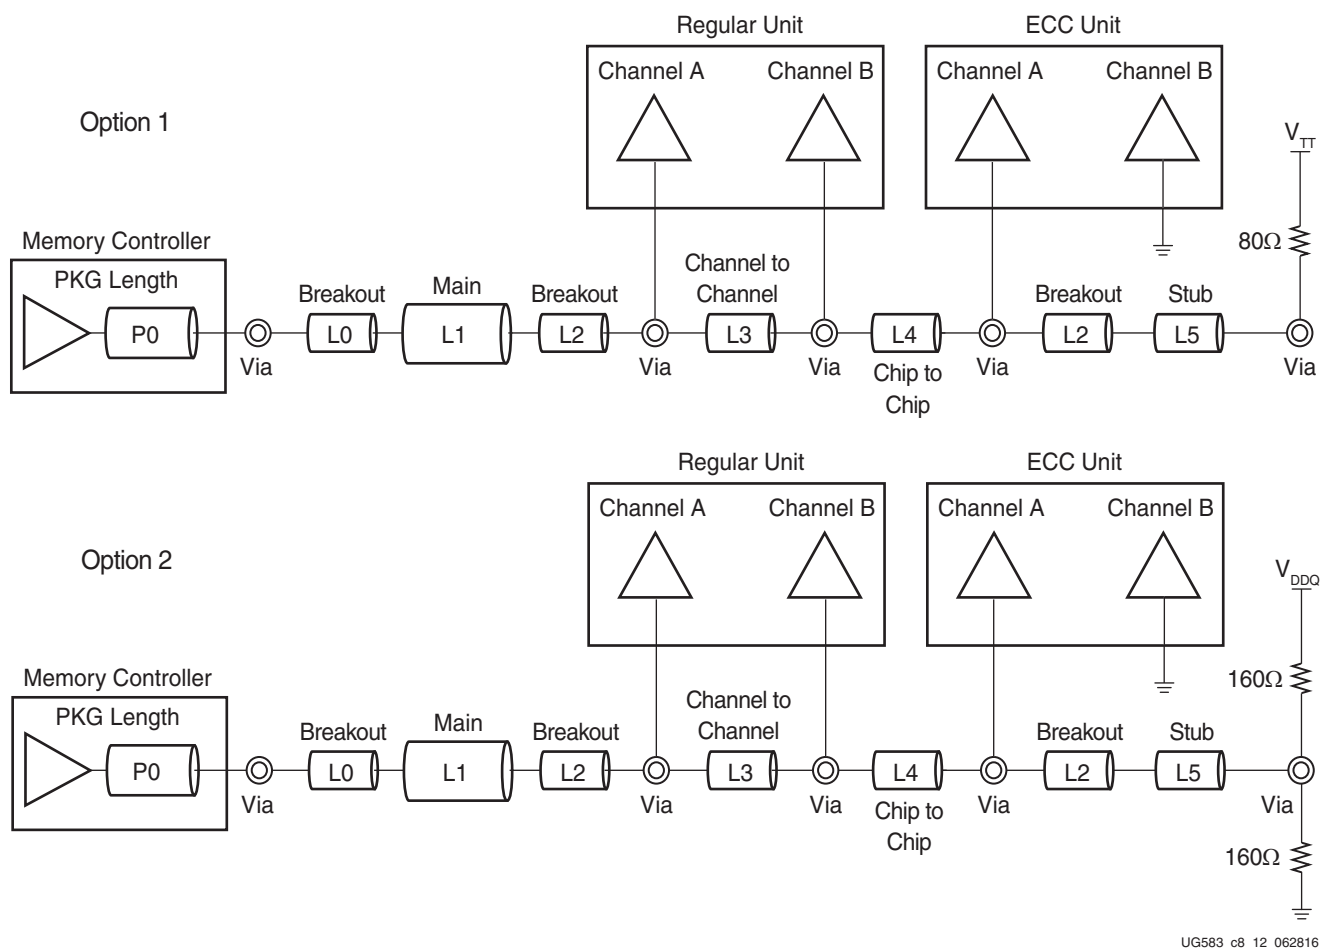 Regular Unit
ECC Unit
Channel A
Channel B
Channel A
Channel B
Option 1
VTT
80Ω
Memory Controller
PKG Length
P0
Via
Breakout
L0
Main
L1
Breakout
L2
Via
Channel to
Channel
L3
Via
L4
Chip to
Chip
Via
Breakout
L2
Stub
L5
Via
Regular Unit
ECC Unit
Channel A
Channel B
Channel A
Channel B
Option 2
VDDQ
160Ω
Memory Controller
PKG Length
P0
Via
Breakout
L0
Main
L1
Breakout
L2
Via
Channel to
Channel
L3
Via
L4
Chip to
Chip
Via
Breakout
L2
Stub
L5
Via
160Ω
UG583_c8_12_062816